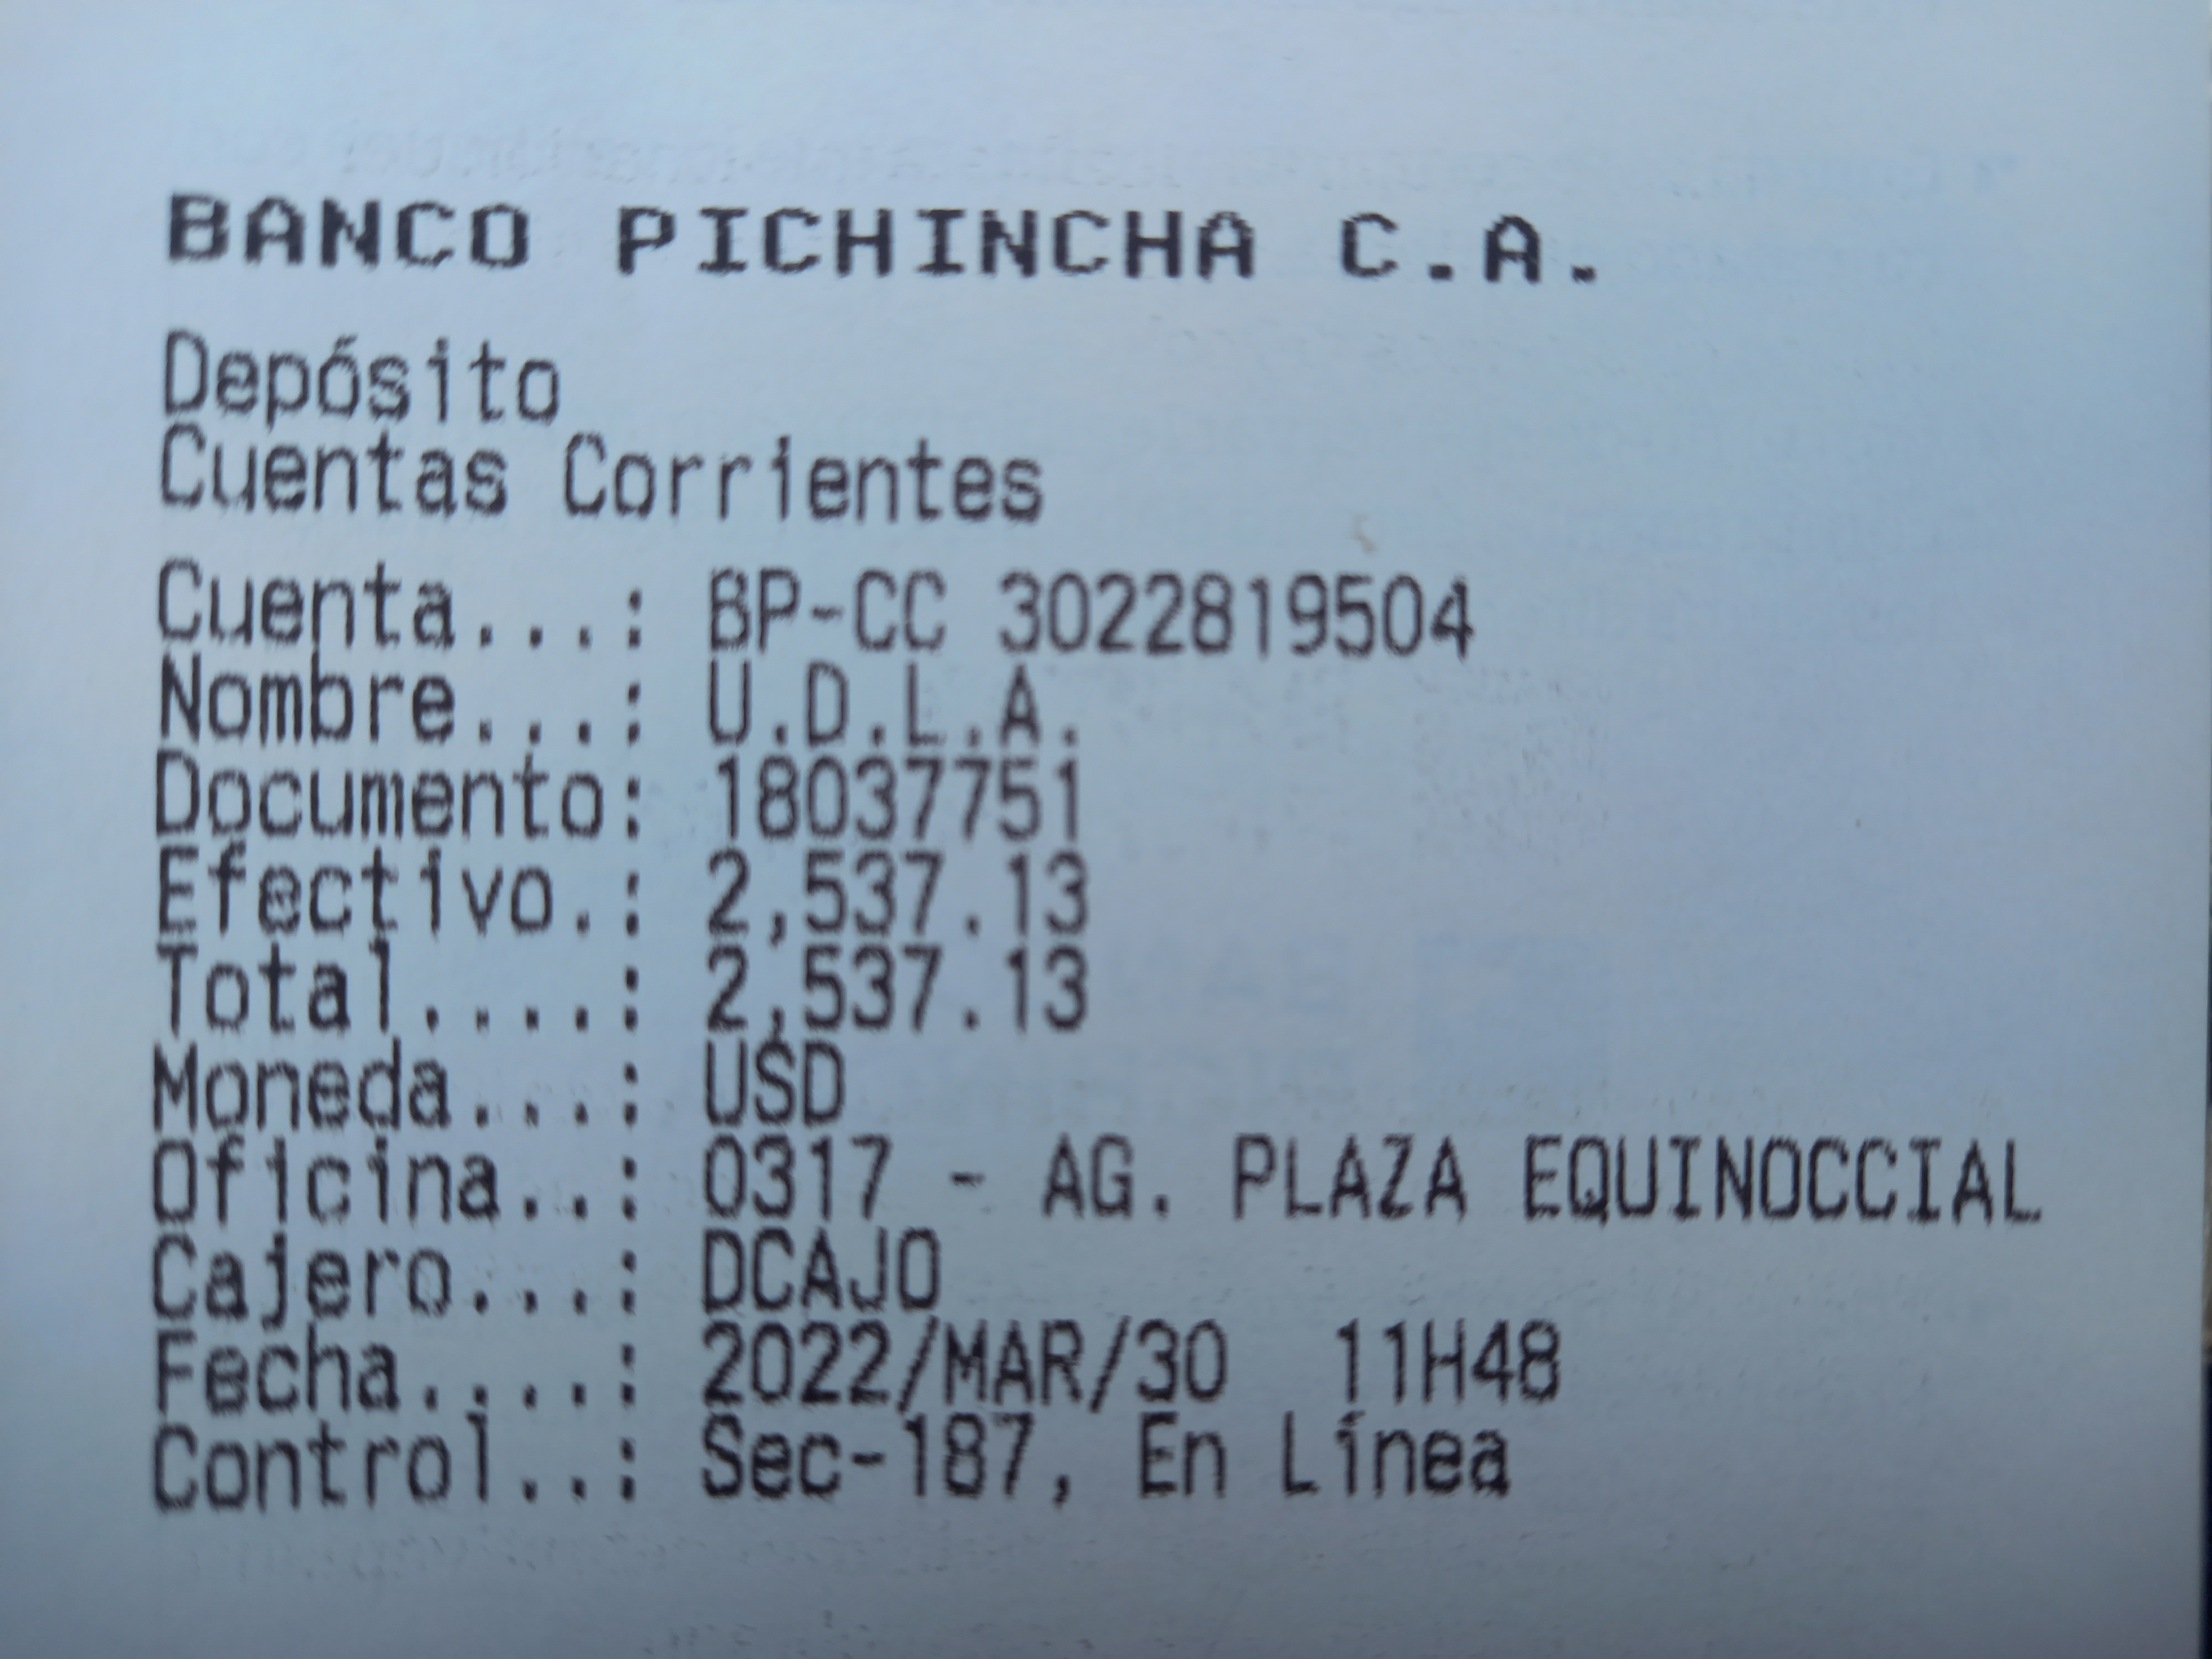 BANCO PICHINCHA C.A.
Depósito
Cuentas Corrientes
Cuenta...: BP-CC 3022819504
Nombre...: U.D.L.A.
Documento: 18037751
Efectivo.: 2,537.13
Total....: 2,537.13
Moneda...: USD
Oficina..: 0317 - AG. PLAZA EQUINOCCIAL
Cajero...: DCAJO
Fecha....: 2022/MAR/30  11H48
Control..: Sec-187, En Línea